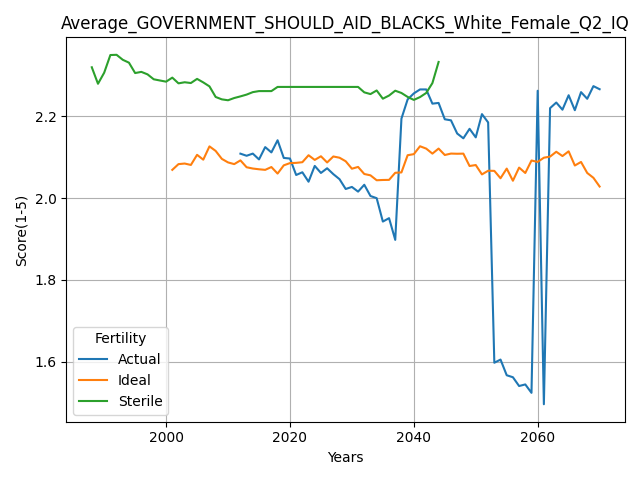 Average_GOVERNMENT_SHOULD_AID_BLACKS_White_Female_Q2_IQ
Score(1-5)
2.2
2.0
1.8
1.6
Fertility
Actual
Ideal
Sterile
2000
2020
2040
2060
Years